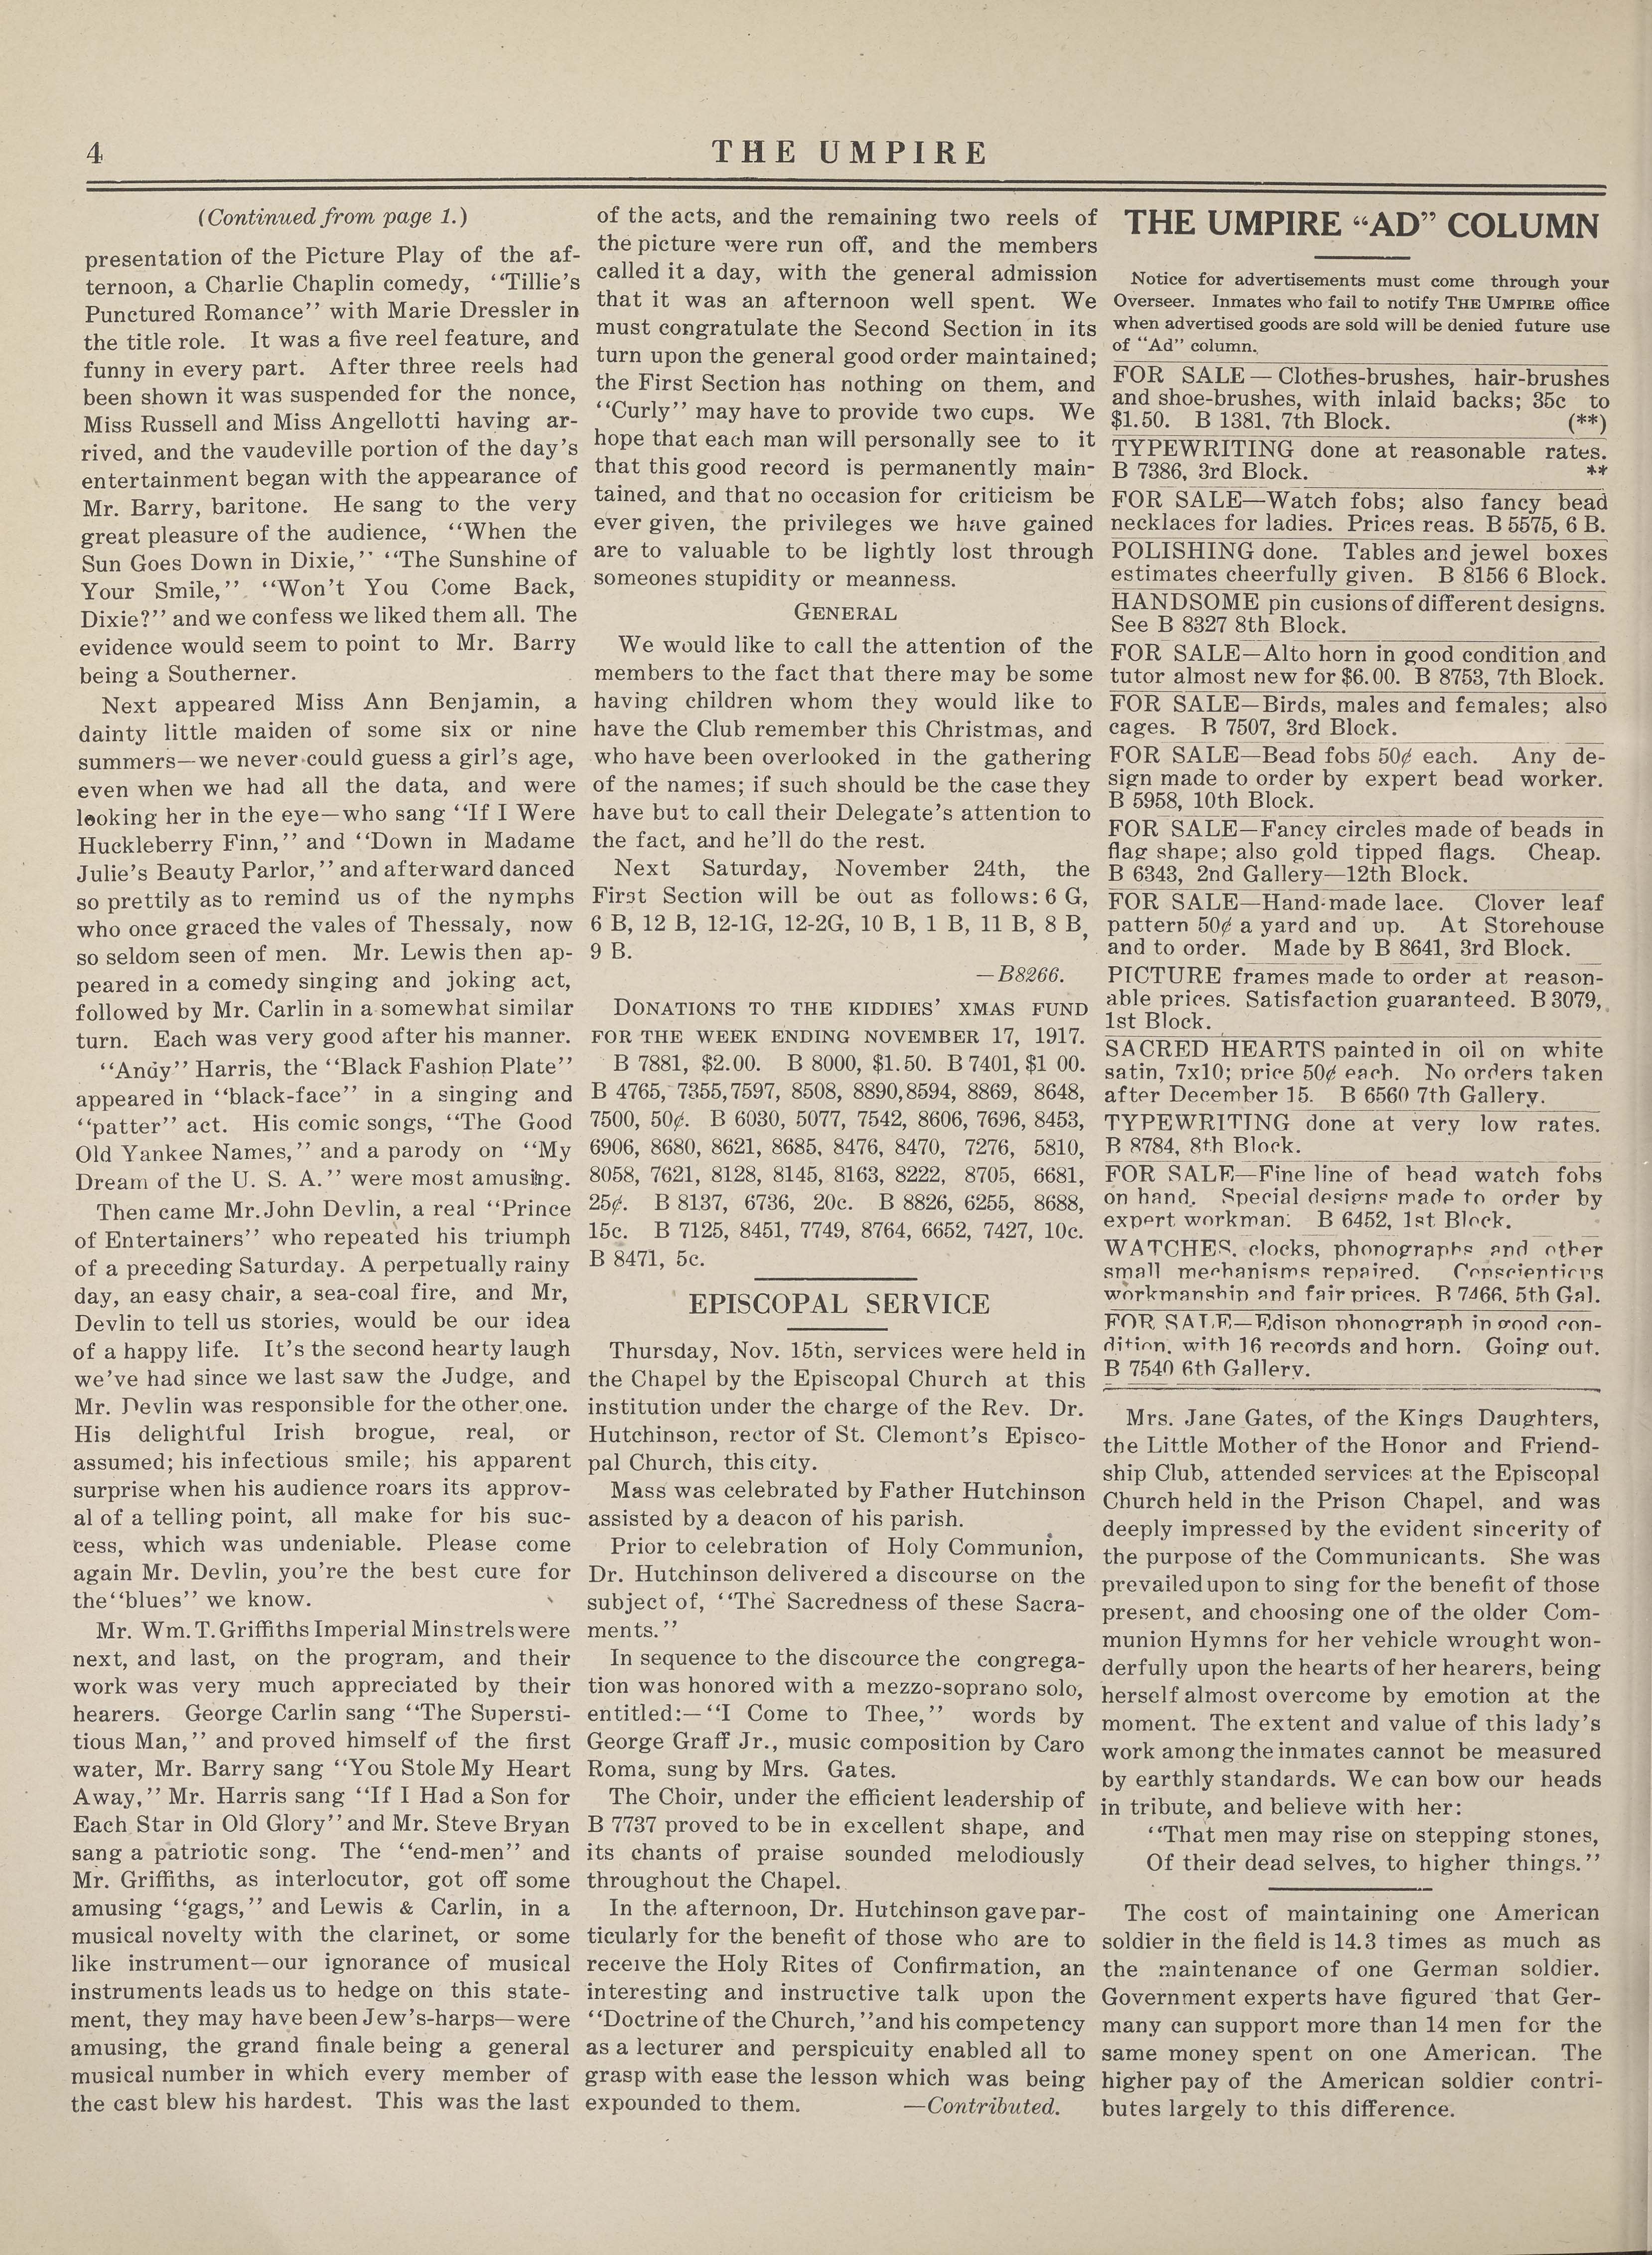 4
THE UMPIRE
(Continued from page 1.)
presentation of the Picture Play of the af-
ternoon, a Charlie Chaplin comedy, ‘‘Tillie’s
Punctured Romance’’ with Marie Dressler in
the title role. It was a five reel feature, and
funny in every part. After three reels had
been shown it was suspended for the nonce,
Miss Russell and Miss Angellotti having ar-
rived, and the vaudeville portion of the day’s
entertainment began with the appearance of
Mr. Barry, baritone. He sang to the very
great pleasure of the audience, ‘‘When the
Sun Goes Down in Dixie,’’ ‘‘The Sunshine of
Your Smile,’’ ‘‘Won’t You Come Back,
Dixie?’’ and we confess we liked them all. The
evidence would seem to point to Mr. Barry
being a Southerner.
Next appeared Miss Ann Benjamin, a
dainty little maiden of some six or nine
summers—we never could guess a girl’s age,
even when we had all the data, and were
looking her in the eye—who sang ‘‘If I Were
Huckleberry Finn,’’ and ‘‘Down in Madame
Julie’s Beauty Parlor,’’ and afterward danced
so prettily as to remind us of the nymphs
who once graced the vales of Thessaly, now
so seldom seen of men. Mr. Lewis then ap-
peared in a comedy singing and joking act,
followed by Mr. Carlin in a somewhat similar
turn. Each was very good after his manner.
‘‘Andy’’ Harris, the ‘‘Black Fashion Plate’’
appeared in ‘‘black-face’’ in a singing and
‘‘patter’’ act. His comic songs, ‘‘The Good
Old Yankee Names,’’ and a parody on ‘‘My
Dream of the U. S. A.’’ were most amusing.
Then came Mr. John Devlin, a real ‘‘Prince
of Entertainers’’ who repeated his triumph
of a preceding Saturday. A perpetually rainy
day, an easy chair, a sea-coal fire, and Mr,
Devlin to tell us stories, would be our idea
of a happy life. It’s the second hearty laugh
we’ve had since we last saw the Judge, and
Mr. Devlin was responsible for the other one.
His delightful Irish brogue, real, or
assumed; his infectious smile; his apparent
surprise when his audience roars its approv-
al of a telling point, all make for his suc-
cess, which was undeniable. Please come
again Mr. Devlin, you’re the best cure for
the‘‘blues’’ we know.
Mr. Wm. T. Griffiths Imperial Minstrels were
next, and last, on the program, and their
work was very much appreciated by their
hearers. George Carlin sang ‘‘The Supersti-
tious Man,’’ and proved himself of the first
water, Mr. Barry sang ‘‘You Stole My Heart
Away,’’ Mr. Harris sang ‘‘If I Had a Son for
Each Star in Old Glory’’ and Mr. Steve Bryan
sang a patriotic song. The ‘‘end-men’’ and
Mr. Griffiths, as interlocutor, got off some
amusing ‘‘gags,’’ and Lewis & Carlin, in a
musical novelty with the clarinet, or some
like instrument—our ignorance of musical
instruments leads us to hedge on this state-
ment, they may have been Jew’s-harps—were
amusing, the grand finale being a general
musical number in which every member of
the cast blew his hardest. This was the last
of the acts, and the remaining two reels of
the picture were run off, and the members
called it a day, with the general admission
that it was an afternoon well spent. We
must congratulate the Second Section in its
turn upon the general good order maintained;
the First Section has nothing on them, and
‘‘Curly’’ may have to provide two cups. We
hope that each man will personally see to it
that this good record is permanently main-
tained, and that no occasion for criticism be
ever given, the privileges we have gained
are to valuable to be lightly lost through
someones stupidity or meanness.
GENERAL
We would like to call the attention of the
members to the fact that there may be some
having children whom they would like to
have the Club remember this Christmas, and
who have been overlooked in the gathering
of the names; if such should be the case they
have but to call their Delegate’s attention to
the fact, and he’ll do the rest.
Next Saturday, November 24th, the
First Section will be out as follows: 6 G,
6 B, 12 B, 12-1G, 12-2G, 10 B, 1 B, 11 B, 8 B,
9 B.
—B8266.
DONATIONS TO THE KIDDIES’ XMAS FUND
FOR THE WEEK ENDING NOVEMBER 17, 1917.
B 7881, $2.00. B 8000, $1.50. B 7401, $1 00.
B 4765, 7355, 7597, 8508, 8890, 8594, 8869, 8648,
7500, 50¢. B 6030, 5077, 7542, 8606, 7696, 8453,
6906, 8680, 8621, 8685, 8476, 8470, 7276, 5810,
8058, 7621, 8128, 8145, 8163, 8222, 8705, 6681,
25¢. B 8137, 6736, 20c. B 8826, 6255, 8688,
15c. B 7125, 8451, 7749, 8764, 6652, 7427, 10c.
B 8471, 5c.
EPISCOPAL SERVICE
Thursday, Nov. 15th, services were held in
the Chapel by the Episcopal Church at this
institution under the charge of the Rev. Dr.
Hutchinson, rector of St. Clemont’s Episco-
pal Church, this city.
Mass was celebrated by Father Hutchinson
assisted by a deacon of his parish.
Prior to celebration of Holy Communion,
Dr. Hutchinson delivered a discourse on the
subject of, ‘‘The Sacredness of these Sacra-
ments.’’
In sequence to the discource the congrega-
tion was honored with a mezzo-soprano solo,
entitled:—‘‘I Come to Thee,’’ words by
George Graff Jr., music composition by Caro
Roma, sung by Mrs. Gates.
The Choir, under the efficient leadership of
B 7737 proved to be in excellent shape, and
its chants of praise sounded melodiously
throughout the Chapel.
In the afternoon, Dr. Hutchinson gave par-
ticularly for the benefit of those who are to
receive the Holy Rites of Confirmation, an
interesting and instructive talk upon the
‘‘Doctrine of the Church,’’and his competency
as a lecturer and perspicuity enabled all to
grasp with ease the lesson which was being
expounded to them. —Contributed.
THE UMPIRE “AD” COLUMN
Notice for advertisements must come through your
Overseer. Inmates who fail to notify THE UMPIRE office
when advertised goods are sold will be denied future use
of “Ad” column.
FOR SALE—Clothes-brushes, hair-brushes
and shoe-brushes, with inlaid backs; 35c to
$1.50. B 1381, 7th Block. (**)
TYPEWRITING done at reasonable rates.
B 7386, 3rd Block. **
FOR SALE—Watch fobs; also fancy bead
necklaces for ladies. Prices reas. B 5575, 6 B.
POLISHING done. Tables and jewel boxes
estimates cheerfully given. B 8156 6 Block.
HANDSOME pin cusions of different designs.
See B 8327 8th Block.
FOR SALE—Alto horn in good condition and
tutor almost new for $6.00. B 8753, 7th Block.
FOR SALE—Birds, males and females; also
cages. B 7507, 3rd Block.
FOR SALE—Bead fobs 50¢ each. Any de-
sign made to order by expert bead worker.
B 5958, 10th Block.
FOR SALE—Fancy circles made of beads in
flag shape; also gold tipped flags. Cheap.
B 6343, 2nd Gallery—12th Block.
FOR SALE—Hand-made lace. Clover leaf
pattern 50¢ a yard and up. At Storehouse
and to order. Made by B 8641, 3rd Block.
PICTURE frames made to order at reason-
able prices. Satisfaction guaranteed. B 3079,
1st Block.
SACRED HEARTS painted in oil on white
satin, 7x10; price 50¢ each. No orders taken
after December 15. B 6560 7th Gallery.
TYPEWRITING done at very low rates.
B 8784, 8th Block.
FOR SALE—Fine line of bead watch fobs
on hand. Special designs made to order by
expert workman. B 6452, 1st Block.
WATCHES, clocks, phonographs and other
small mechanisms repaired. Conscientious
workmanship and fair prices. B 7466, 5th Gal.
FOR SALE—Edison phonograph in good con-
dition, with 16 records and horn. Going out.
B 7540 6th Gallery.
Mrs. Jane Gates, of the Kings Daughters,
the Little Mother of the Honor and Friend-
ship Club, attended services at the Episcopal
Church held in the Prison Chapel, and was
deeply impressed by the evident sincerity of
the purpose of the Communicants. She was
prevailed upon to sing for the benefit of those
present, and choosing one of the older Com-
munion Hymns for her vehicle wrought won-
derfully upon the hearts of her hearers, being
herself almost overcome by emotion at the
moment. The extent and value of this lady’s
work among the inmates cannot be measured
by earthly standards. We can bow our heads
in tribute, and believe with her:
‘‘That men may rise on stepping stones,
Of their dead selves, to higher things.’’
The cost of maintaining one American
soldier in the field is 14.3 times as much as
the maintenance of one German soldier.
Government experts have figured that Ger-
many can support more than 14 men for the
same money spent on one American. The
higher pay of the American soldier contri-
butes largely to this difference.